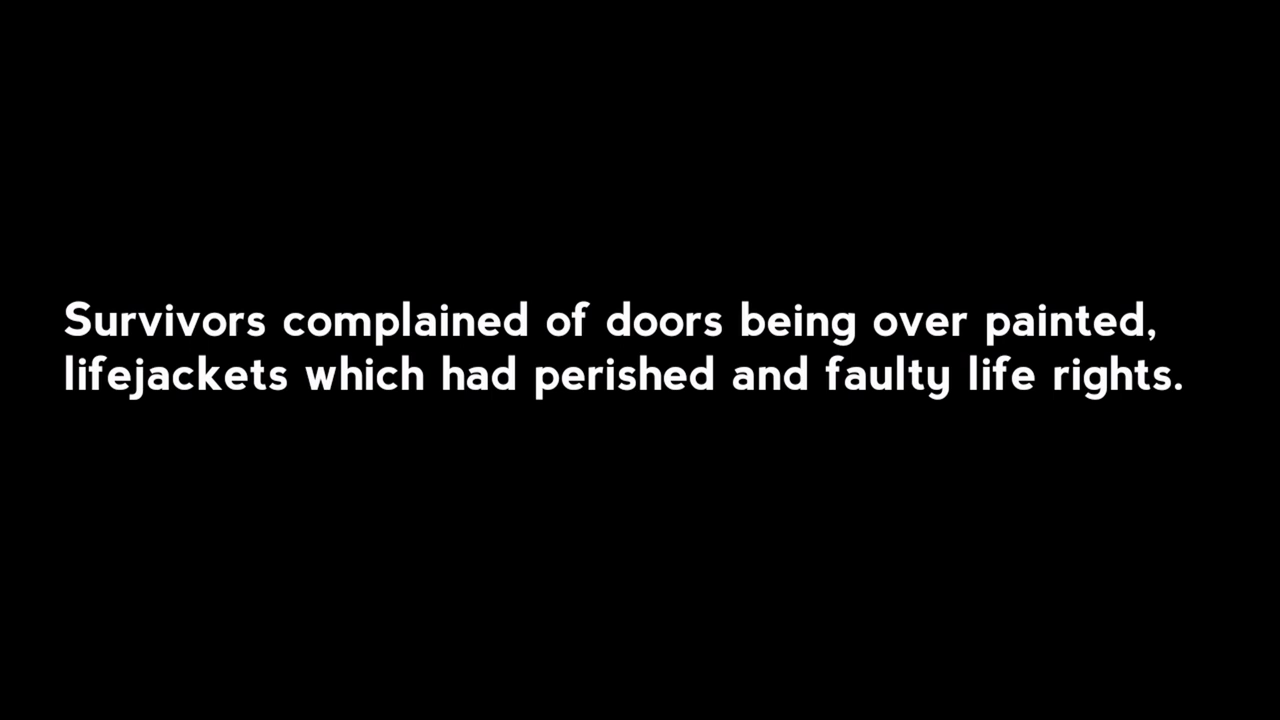 Survivors complained of doors being over painted,
lifejackets which had perished and faulty life rights.